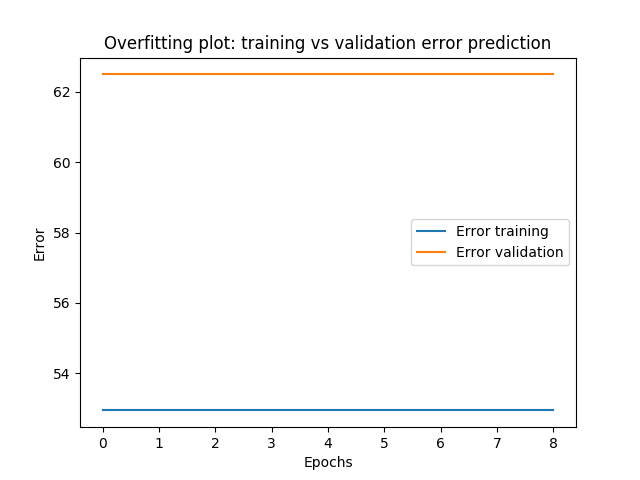 Overfitting plot: training vs validation error prediction
62
60
58
56
54
Error
Error training
Error validation
0 1 2 3 4 5 6 7 8
Epochs